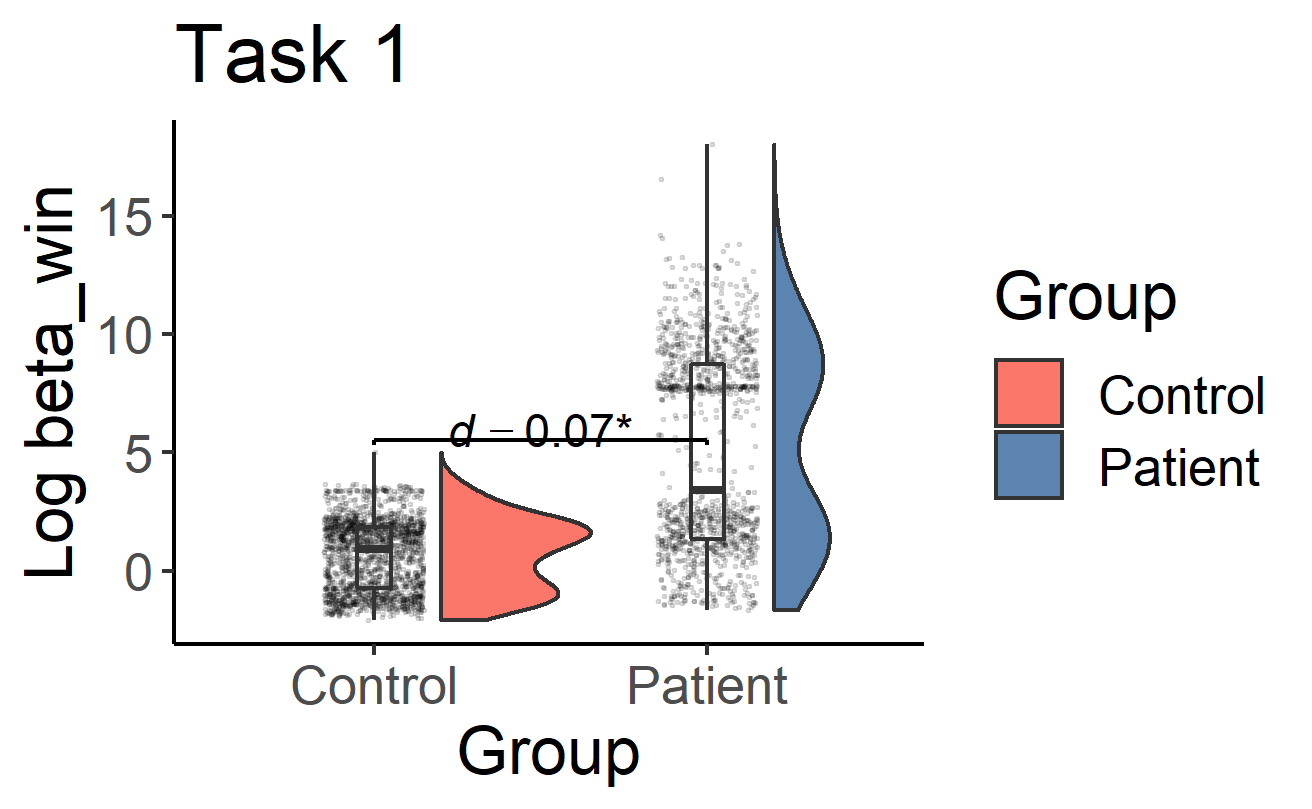 Task 1
Log beta_win
15
10
5
0
d – 0.07*
Control
Patient
Group
Group
Control
Patient